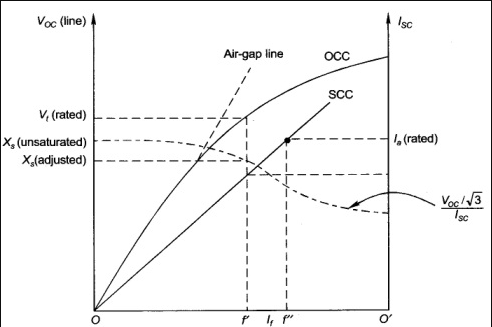 V_OC (line)
I_SC
Air-gap line
OCC
SCC
V_t (rated)
X_s (unsaturated)
X_s(adjusted)
I_a (rated)
V_OC/√3
I_SC
O
f'
I_f
f"
O'